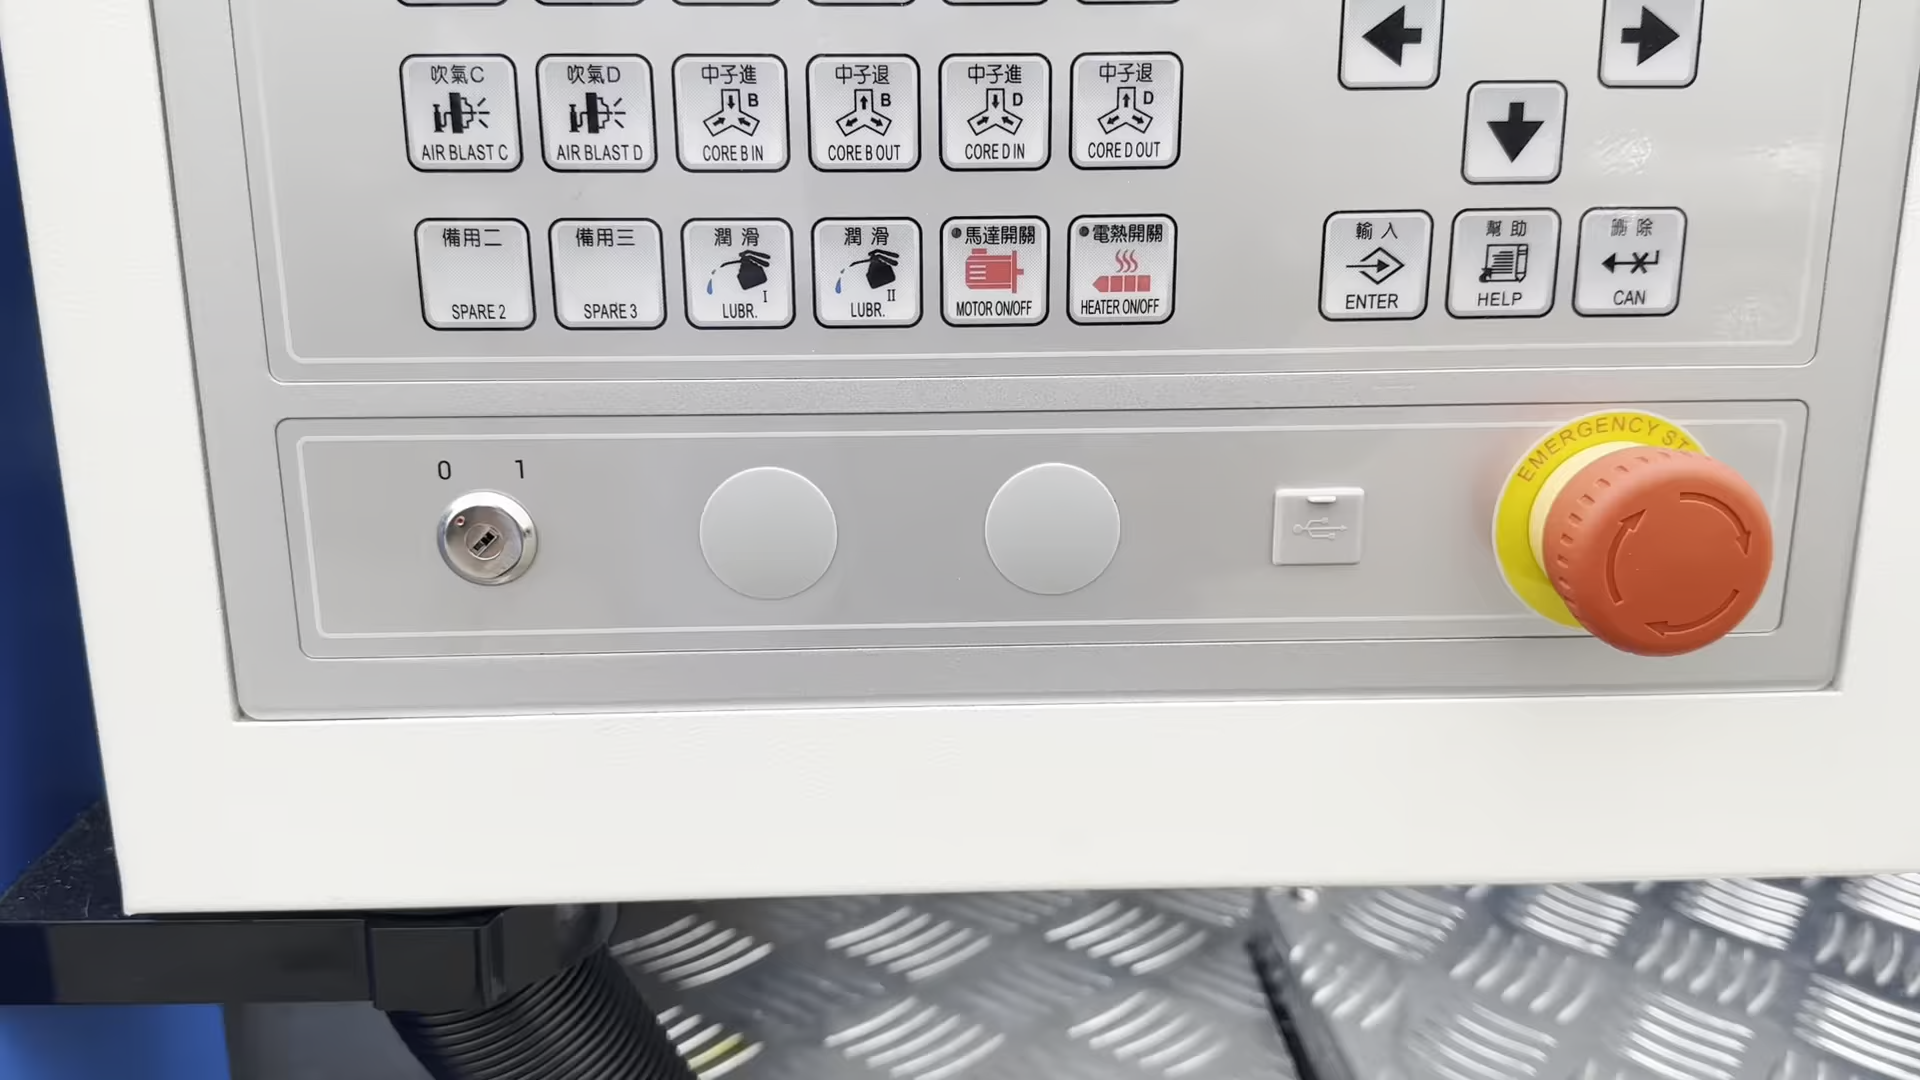 吹氣C
AIR BLAST C
吹氣D
AIR BLAST D
中子進
B
CORE B IN
中子退
B
CORE B OUT
中子進
D
CORE D IN
中子退
D
CORE D OUT
備用二
SPARE 2
備用三
SPARE 3
潤滑
I
LUBR.
潤滑
II
LUBR.
馬達開關
MOTOR ON/OFF
電熱開關
HEATER ON/OFF
輸入
ENTER
幫助
HELP
刪除
CAN
0 1
EMERGENCY ST